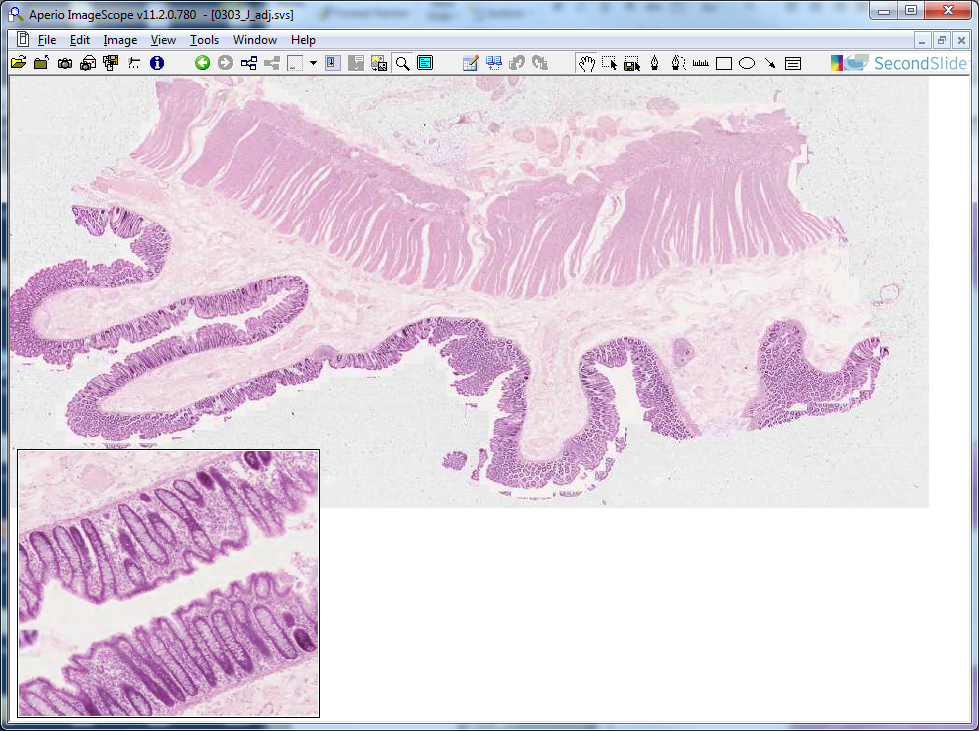 Aperio ImageScope v11.2.0.780 - [0303_J_adj.svs]
File Edit Image View Tools Window Help
SecondSlide